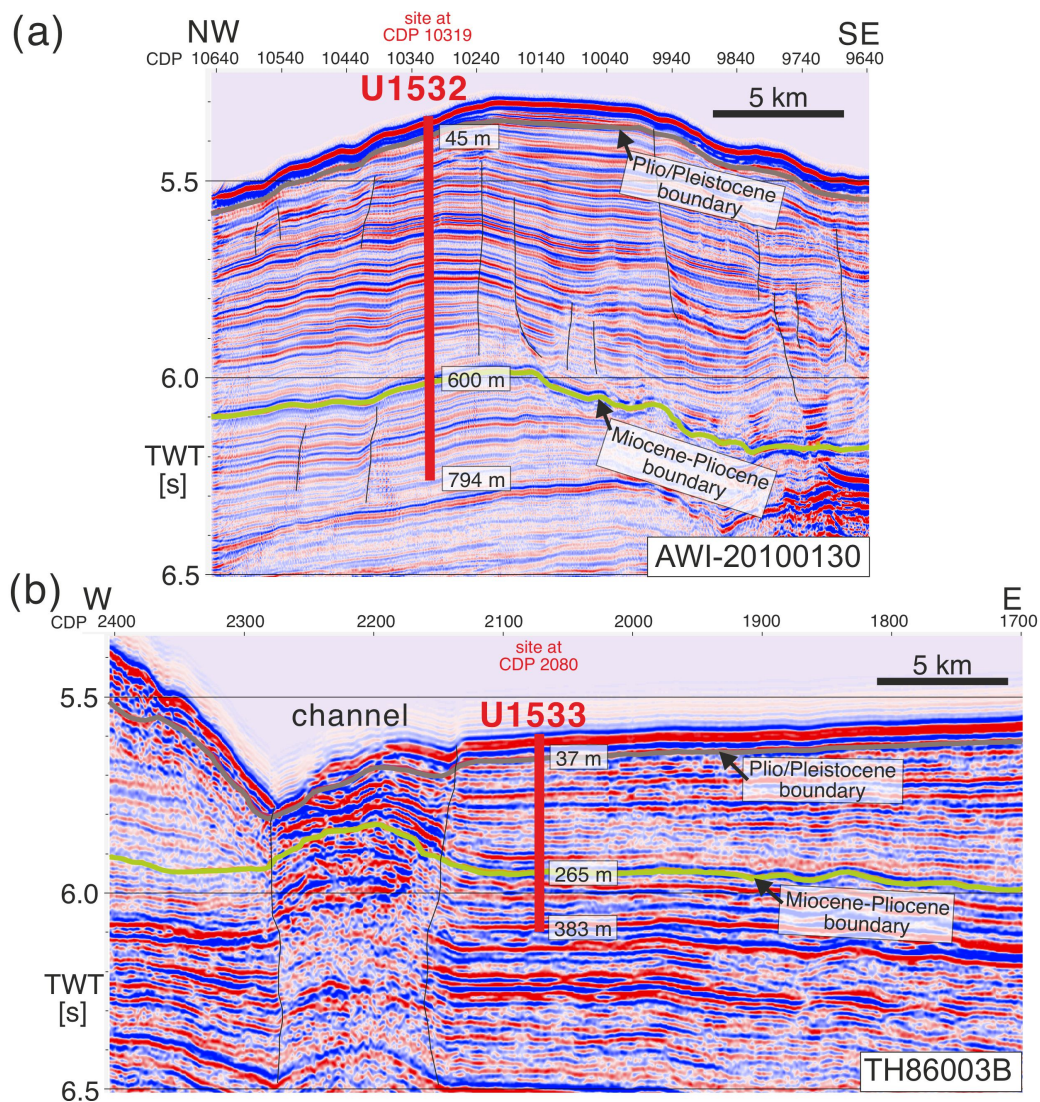 (a)
NW
SE
site at
CDP 10319
CDP 10640 10540 10440 10340 10240 10140 10040 9940 9840 9740 9640
U1532
5 km
45 m
Plio/Pleistocene
boundary
5.5
6.0
600 m
Miocene-Pliocene
boundary
TWT
[s]
794 m
AWI-20100130
6.5
(b)
W
E
CDP 2400 2300 2200 2100 2000 1900 1800 1700
site at
CDP 2080
5 km
5.5
channel
U1533
37 m
Plio/Pleistocene
boundary
265 m
6.0
Miocene-Pliocene
boundary
383 m
TWT
[s]
TH86003B
6.5